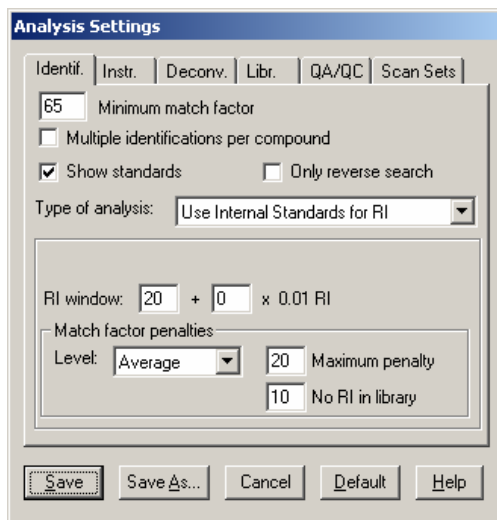 Analysis Settings
Identif. Instr. Deconv. Libr. QA/QC Scan Sets
65 Minimum match factor
Multiple identifications per compound
Show standards Only reverse search
Type of analysis: Use Internal Standards for RI
RI window: 20 + 0 x 0.01 RI
Match factor penalties
Level: Average 20 Maximum penalty
10 No RI in library
Save Save As... Cancel Default Help